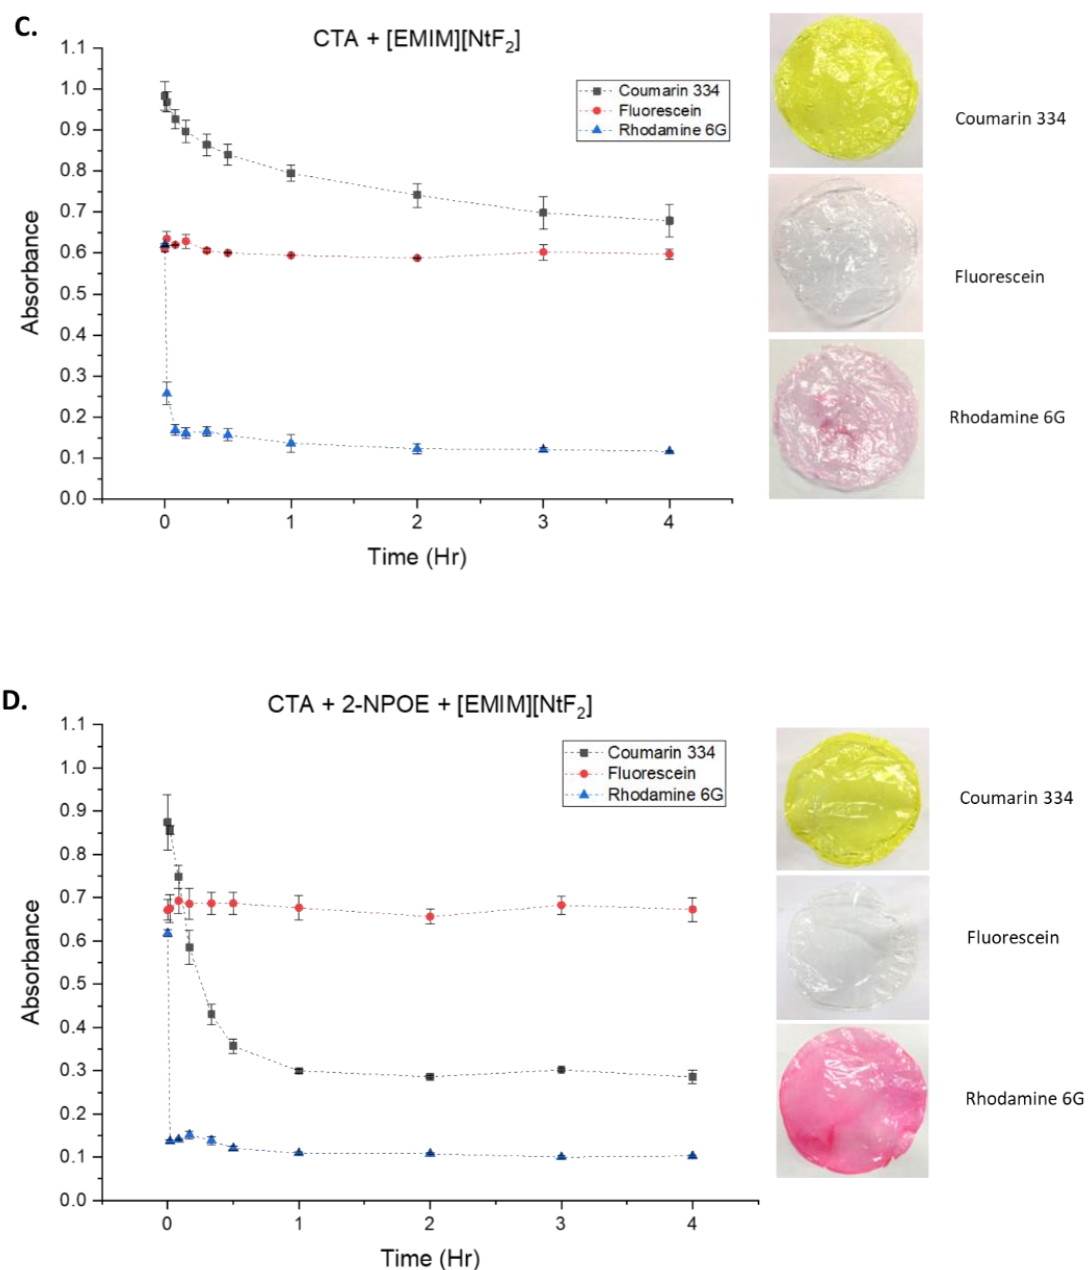 C.
CTA + [EMIM][NtF2]
1.1
1.0
0.9
0.8
0.7
0.6
0.5
0.4
0.3
0.2
0.1
0.0
Absorbance
Coumarin 334
Fluorescein
Rhodamine 6G
0 1 2 3 4
Time (Hr)
Coumarin 334
Fluorescein
Rhodamine 6G
D.
CTA + 2-NPOE + [EMIM][NtF2]
1.1
1.0
0.9
0.8
0.7
0.6
0.5
0.4
0.3
0.2
0.1
0.0
Absorbance
Coumarin 334
Fluorescein
Rhodamine 6G
0 1 2 3 4
Time (Hr)
Coumarin 334
Fluorescein
Rhodamine 6G